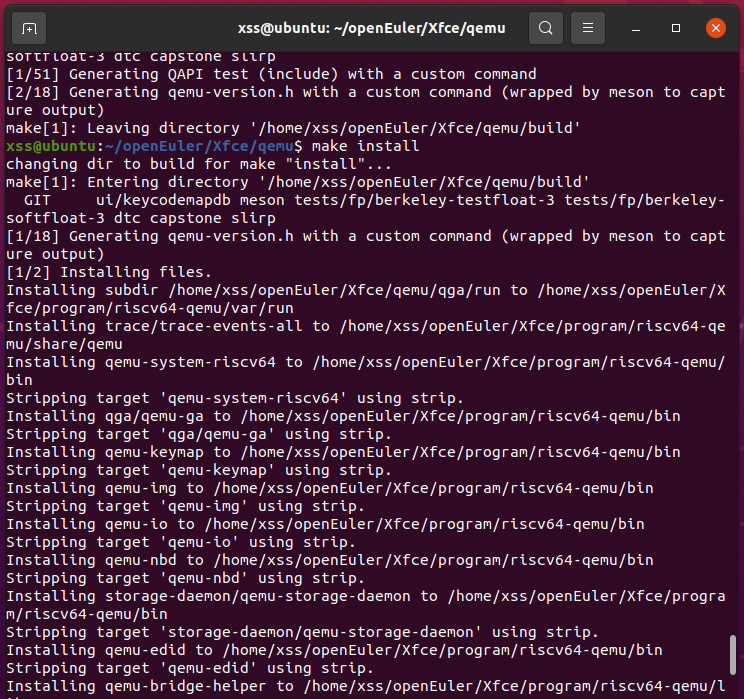 xss@ubuntu: ~/openEuler/Xfce/qemu
softfloat-3 dtc capstone slirp
[1/51] Generating QAPI test (include) with a custom command
[2/18] Generating qemu-version.h with a custom command (wrapped by meson to capt
ure output)
make[1]: Leaving directory '/home/xss/openEuler/Xfce/qemu/build'
xss@ubuntu:~/openEuler/Xfce/qemu$ make install
changing dir to build for make "install"...
make[1]: Entering directory '/home/xss/openEuler/Xfce/qemu/build'
  GIT     ui/keycodemapdb meson tests/fp/berkeley-testfloat-3 tests/fp/berkeley-
softfloat-3 dtc capstone slirp
[1/18] Generating qemu-version.h with a custom command (wrapped by meson to capt
ure output)
[1/2] Installing files.
Installing subdir /home/xss/openEuler/Xfce/qemu/qga/run to /home/xss/openEuler/X
fce/program/riscv64-qemu/var/run
Installing trace/trace-events-all to /home/xss/openEuler/Xfce/program/riscv64-qe
mu/share/qemu
Installing qemu-system-riscv64 to /home/xss/openEuler/Xfce/program/riscv64-qemu/
bin
Stripping target 'qemu-system-riscv64' using strip.
Installing qga/qemu-ga to /home/xss/openEuler/Xfce/program/riscv64-qemu/bin
Stripping target 'qga/qemu-ga' using strip.
Installing qemu-keymap to /home/xss/openEuler/Xfce/program/riscv64-qemu/bin
Stripping target 'qemu-keymap' using strip.
Installing qemu-img to /home/xss/openEuler/Xfce/program/riscv64-qemu/bin
Stripping target 'qemu-img' using strip.
Installing qemu-io to /home/xss/openEuler/Xfce/program/riscv64-qemu/bin
Stripping target 'qemu-io' using strip.
Installing qemu-nbd to /home/xss/openEuler/Xfce/program/riscv64-qemu/bin
Stripping target 'qemu-nbd' using strip.
Installing storage-daemon/qemu-storage-daemon to /home/xss/openEuler/Xfce/progra
m/riscv64-qemu/bin
Stripping target 'storage-daemon/qemu-storage-daemon' using strip.
Installing qemu-edid to /home/xss/openEuler/Xfce/program/riscv64-qemu/bin
Stripping target 'qemu-edid' using strip.
Installing qemu-bridge-helper to /home/xss/openEuler/Xfce/program/riscv64-qemu/l